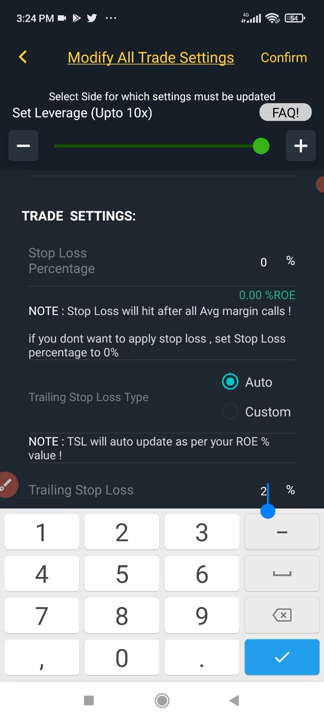 3:24 PM ... 4G 54
Modify All Trade Settings Confirm
Select Side for which settings must be updated
Set Leverage (Upto 10x) FAQ!
− +
TRADE SETTINGS:
Stop Loss
Percentage 0 %
0.00 %ROE
NOTE : Stop Loss will hit after all Avg margin calls !
if you dont want to apply stop loss , set Stop Loss
percentage to 0%
Auto
Trailing Stop Loss Type
Custom
NOTE : TSL will auto update as per your ROE %
value !
Trailing Stop Loss 2 %
1 2 3 −
4 5 6
7 8 9
, 0 .